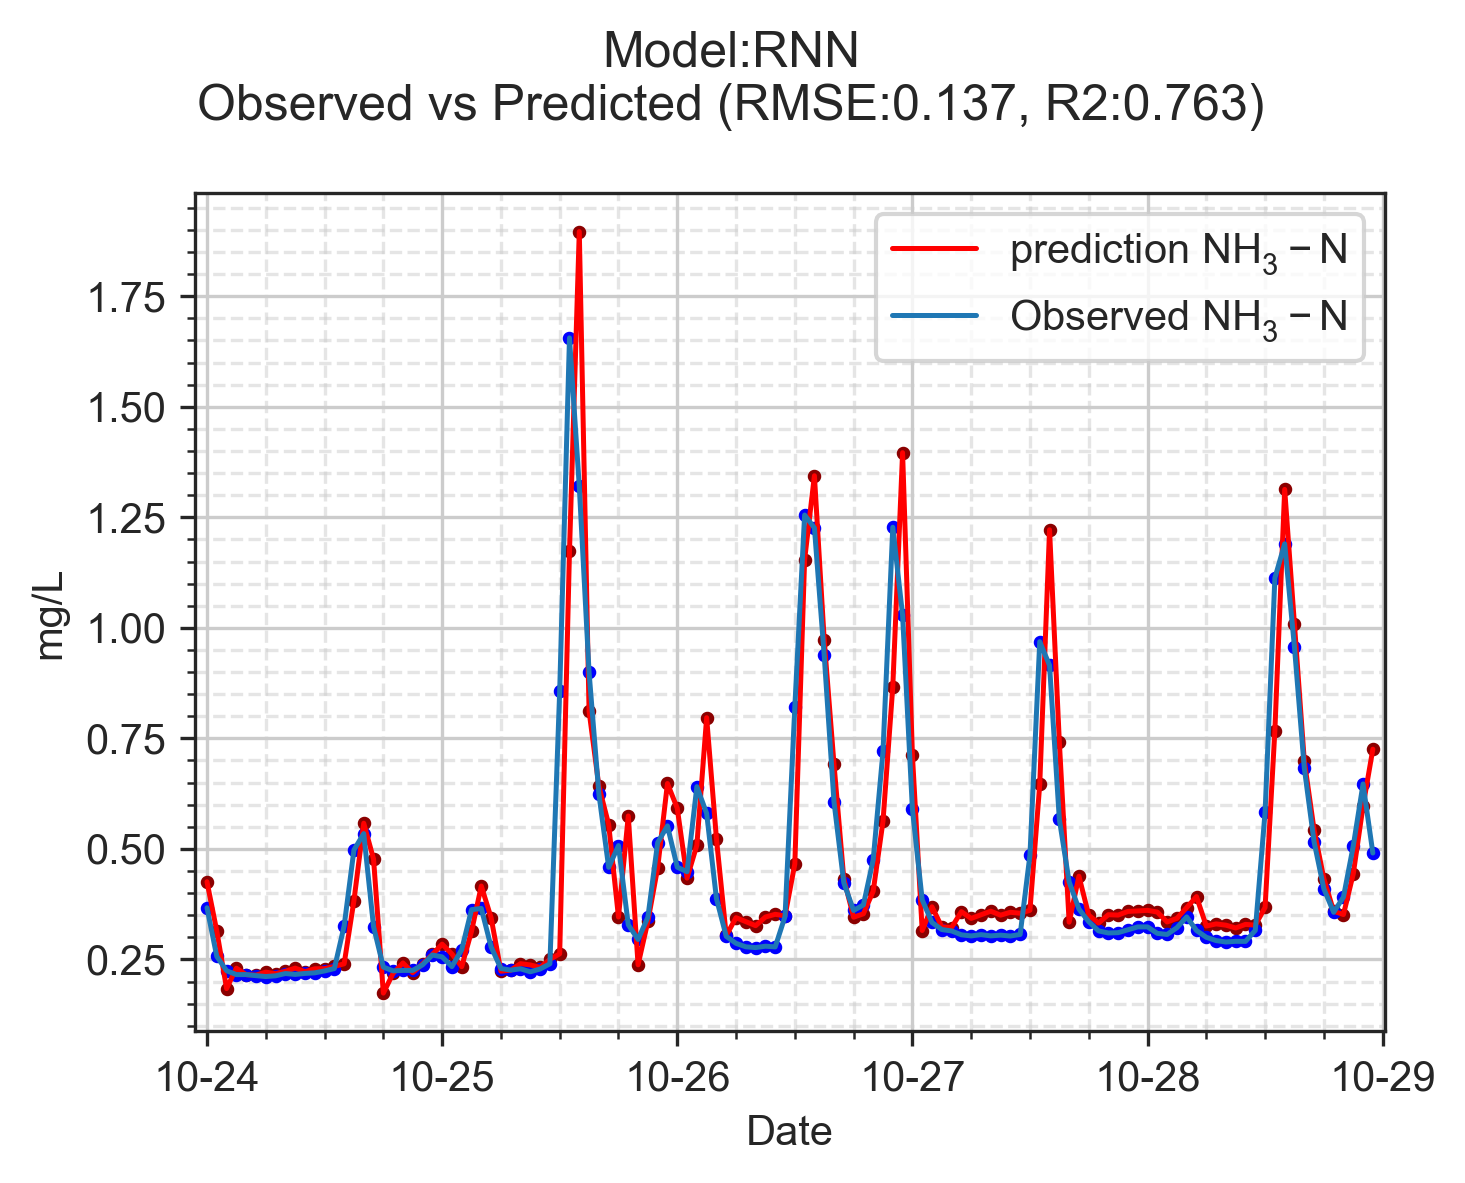 Model:RNN
Observed vs Predicted (RMSE:0.137, R2:0.763)
prediction NH₃ − N
Observed NH₃ − N
1.75
1.50
1.25
1.00
0.75
0.50
0.25
mg/L
10-24 10-25 10-26 10-27 10-28 10-29
Date